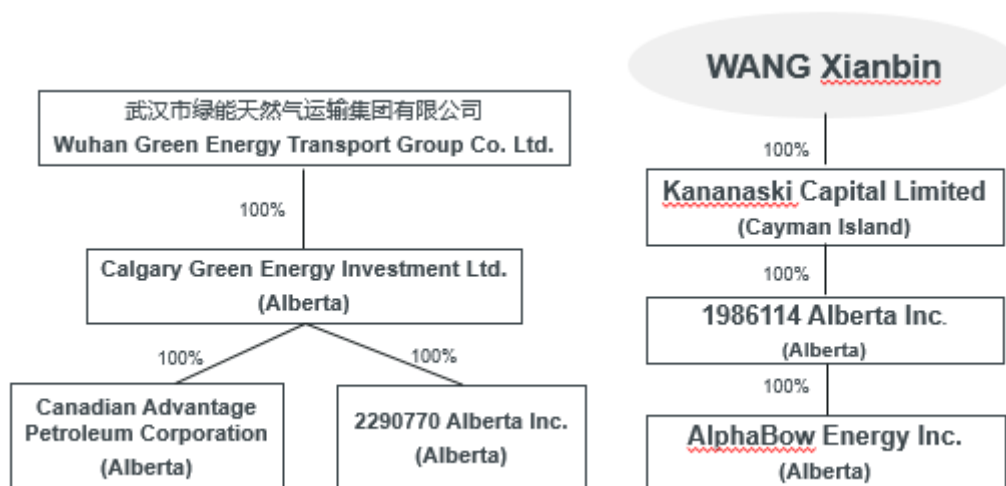 武汉市绿能天然气运输集团有限公司
Wuhan Green Energy Transport Group Co. Ltd.
100%
Calgary Green Energy Investment Ltd.
(Alberta)
100%
100%
Canadian Advantage
Petroleum Corporation
(Alberta)
2290770 Alberta Inc.
(Alberta)
WANG Xianbin
100%
Kananaski Capital Limited
(Cayman Island)
100%
1986114 Alberta Inc.
(Alberta)
100%
AlphaBow Energy Inc.
(Alberta)